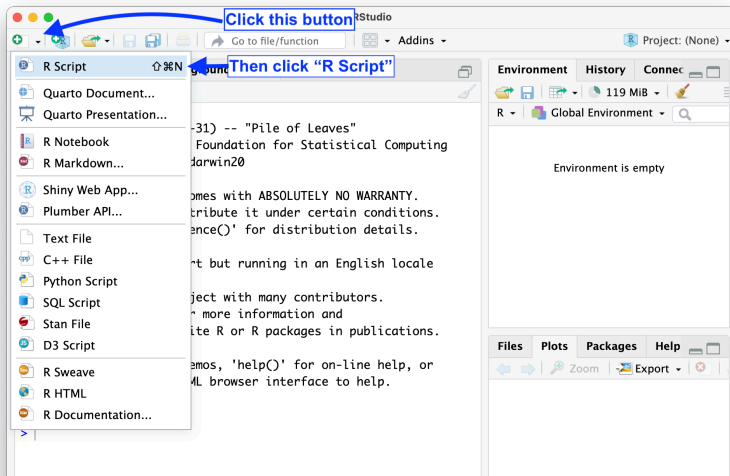 Click this button
RStudio
Go to file/function
Addins
Project: (None)
R Script ⇧⌘N
Then click “R Script”
Quarto Document...
Quarto Presentation...
R Notebook
R Markdown...
Shiny Web App...
Plumber API...
Text File
C++ File
Python Script
SQL Script
Stan File
D3 Script
R Sweave
R HTML
R Documentation...
-31) -- "Pile of Leaves"
Foundation for Statistical Computing
darwin20
omes with ABSOLUTELY NO WARRANTY.
tribute it under certain conditions.
ence()' for distribution details.
rt but running in an English locale
ject with many contributors.
r more information and
ite R or R packages in publications.
emos, 'help()' for on-line help, or
ML browser interface to help.
>
Environment History Connec
119 MiB
R Global Environment
Environment is empty
Files Plots Packages Help
Zoom Export